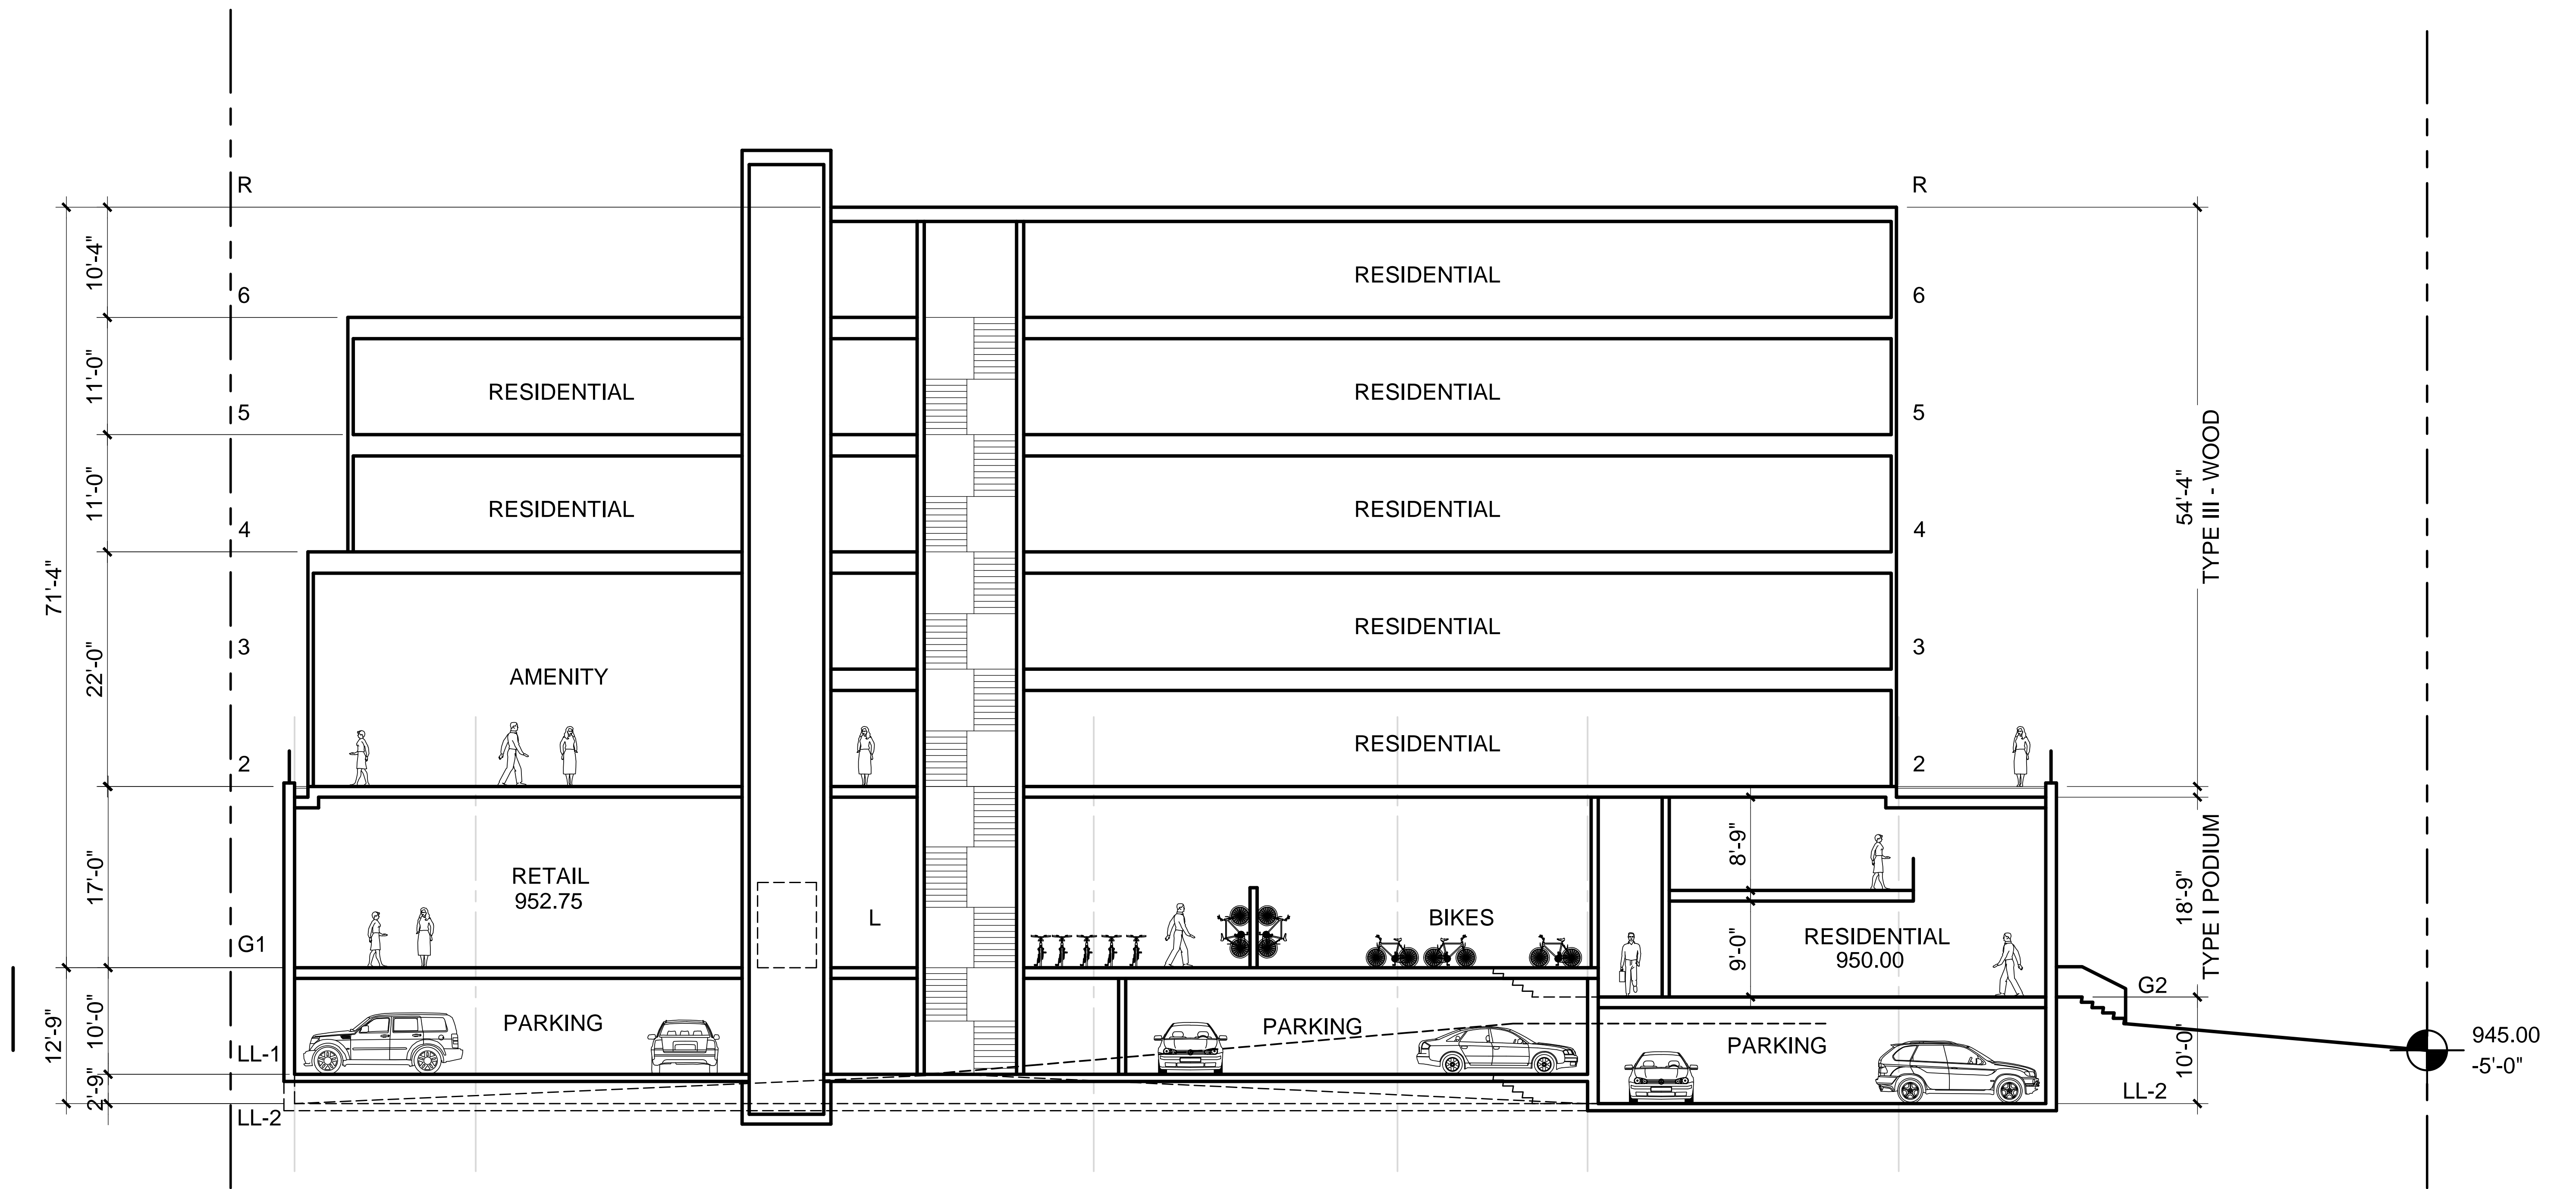 R
R
10'-4"
RESIDENTIAL
6
6
11'-0"
RESIDENTIAL
RESIDENTIAL
5
5
11'-0"
RESIDENTIAL
RESIDENTIAL
4
4
54'-4"
TYPE III - WOOD
71'-4"
22'-0"
RESIDENTIAL
3
3
AMENITY
RESIDENTIAL
2
2
17'-0"
RETAIL
952.75
L
BIKES
8'-9"
9'-0"
RESIDENTIAL
950.00
18'-9"
TYPE I PODIUM
G1
G2
12'-9"
10'-0"
PARKING
PARKING
PARKING
10'-0"
945.00
-5'-0"
LL-1
2'-9"
LL-2
LL-2